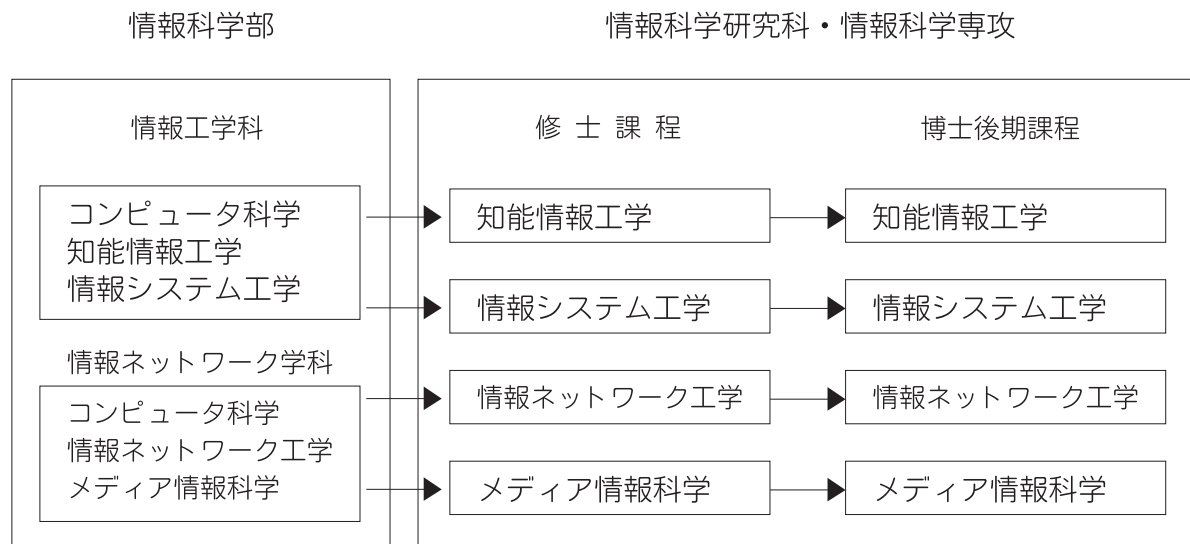 情報科学部
情報科学研究科・情報科学専攻
情報工学科
コンピュータ科学
知能情報工学
情報システム工学
情報ネットワーク学科
コンピュータ科学
情報ネットワーク工学
メディア情報科学
修士課程
知能情報工学
情報システム工学
情報ネットワーク工学
メディア情報科学
博士後期課程
知能情報工学
情報システム工学
情報ネットワーク工学
メディア情報科学